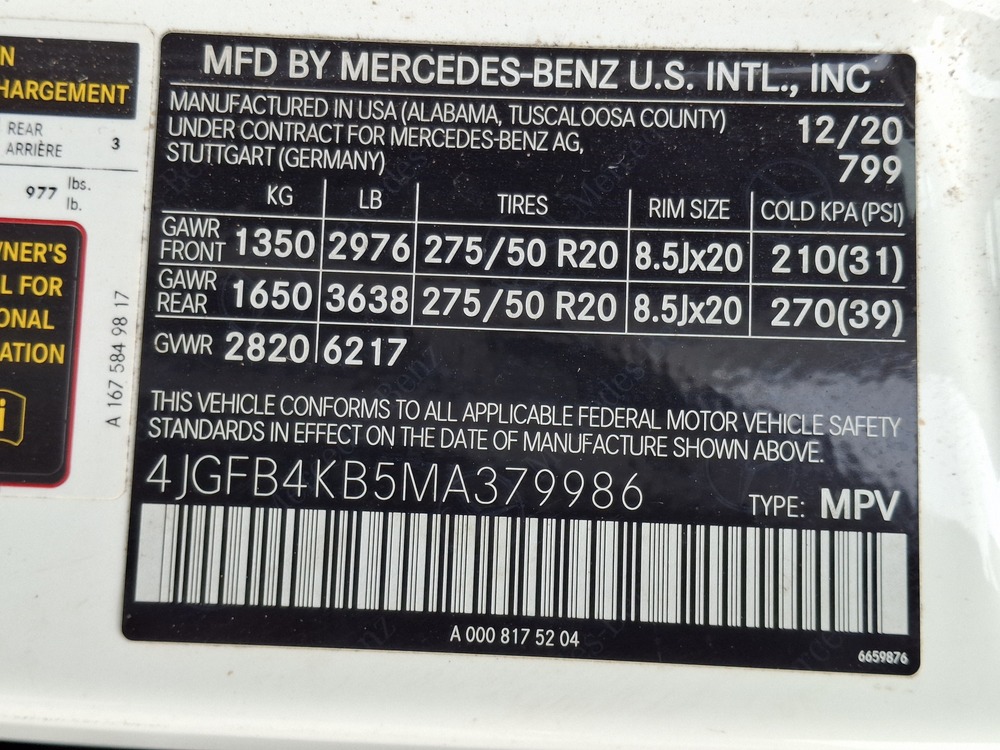 N
HARGEMENT
REAR
ARRIÈRE
3
977 lbs.
lb.
WNER'S
L FOR
ONAL
ATION
i
A 167 584 98 17
MFD BY MERCEDES-BENZ U.S. INTL., INC
MANUFACTURED IN USA (ALABAMA, TUSCALOOSA COUNTY)
UNDER CONTRACT FOR MERCEDES-BENZ AG,
STUTTGART (GERMANY)
12/20
799
KG LB TIRES RIM SIZE COLD KPA (PSI)
GAWR FRONT 1350 2976 275/50 R20 8.5Jx20 210(31)
GAWR REAR 1650 3638 275/50 R20 8.5Jx20 270(39)
GVWR 2820 6217
THIS VEHICLE CONFORMS TO ALL APPLICABLE FEDERAL MOTOR VEHICLE SAFETY
STANDARDS IN EFFECT ON THE DATE OF MANUFACTURE SHOWN ABOVE.
4JGFB4KB5MA379986
TYPE: MPV
A 000 817 52 04
6659876